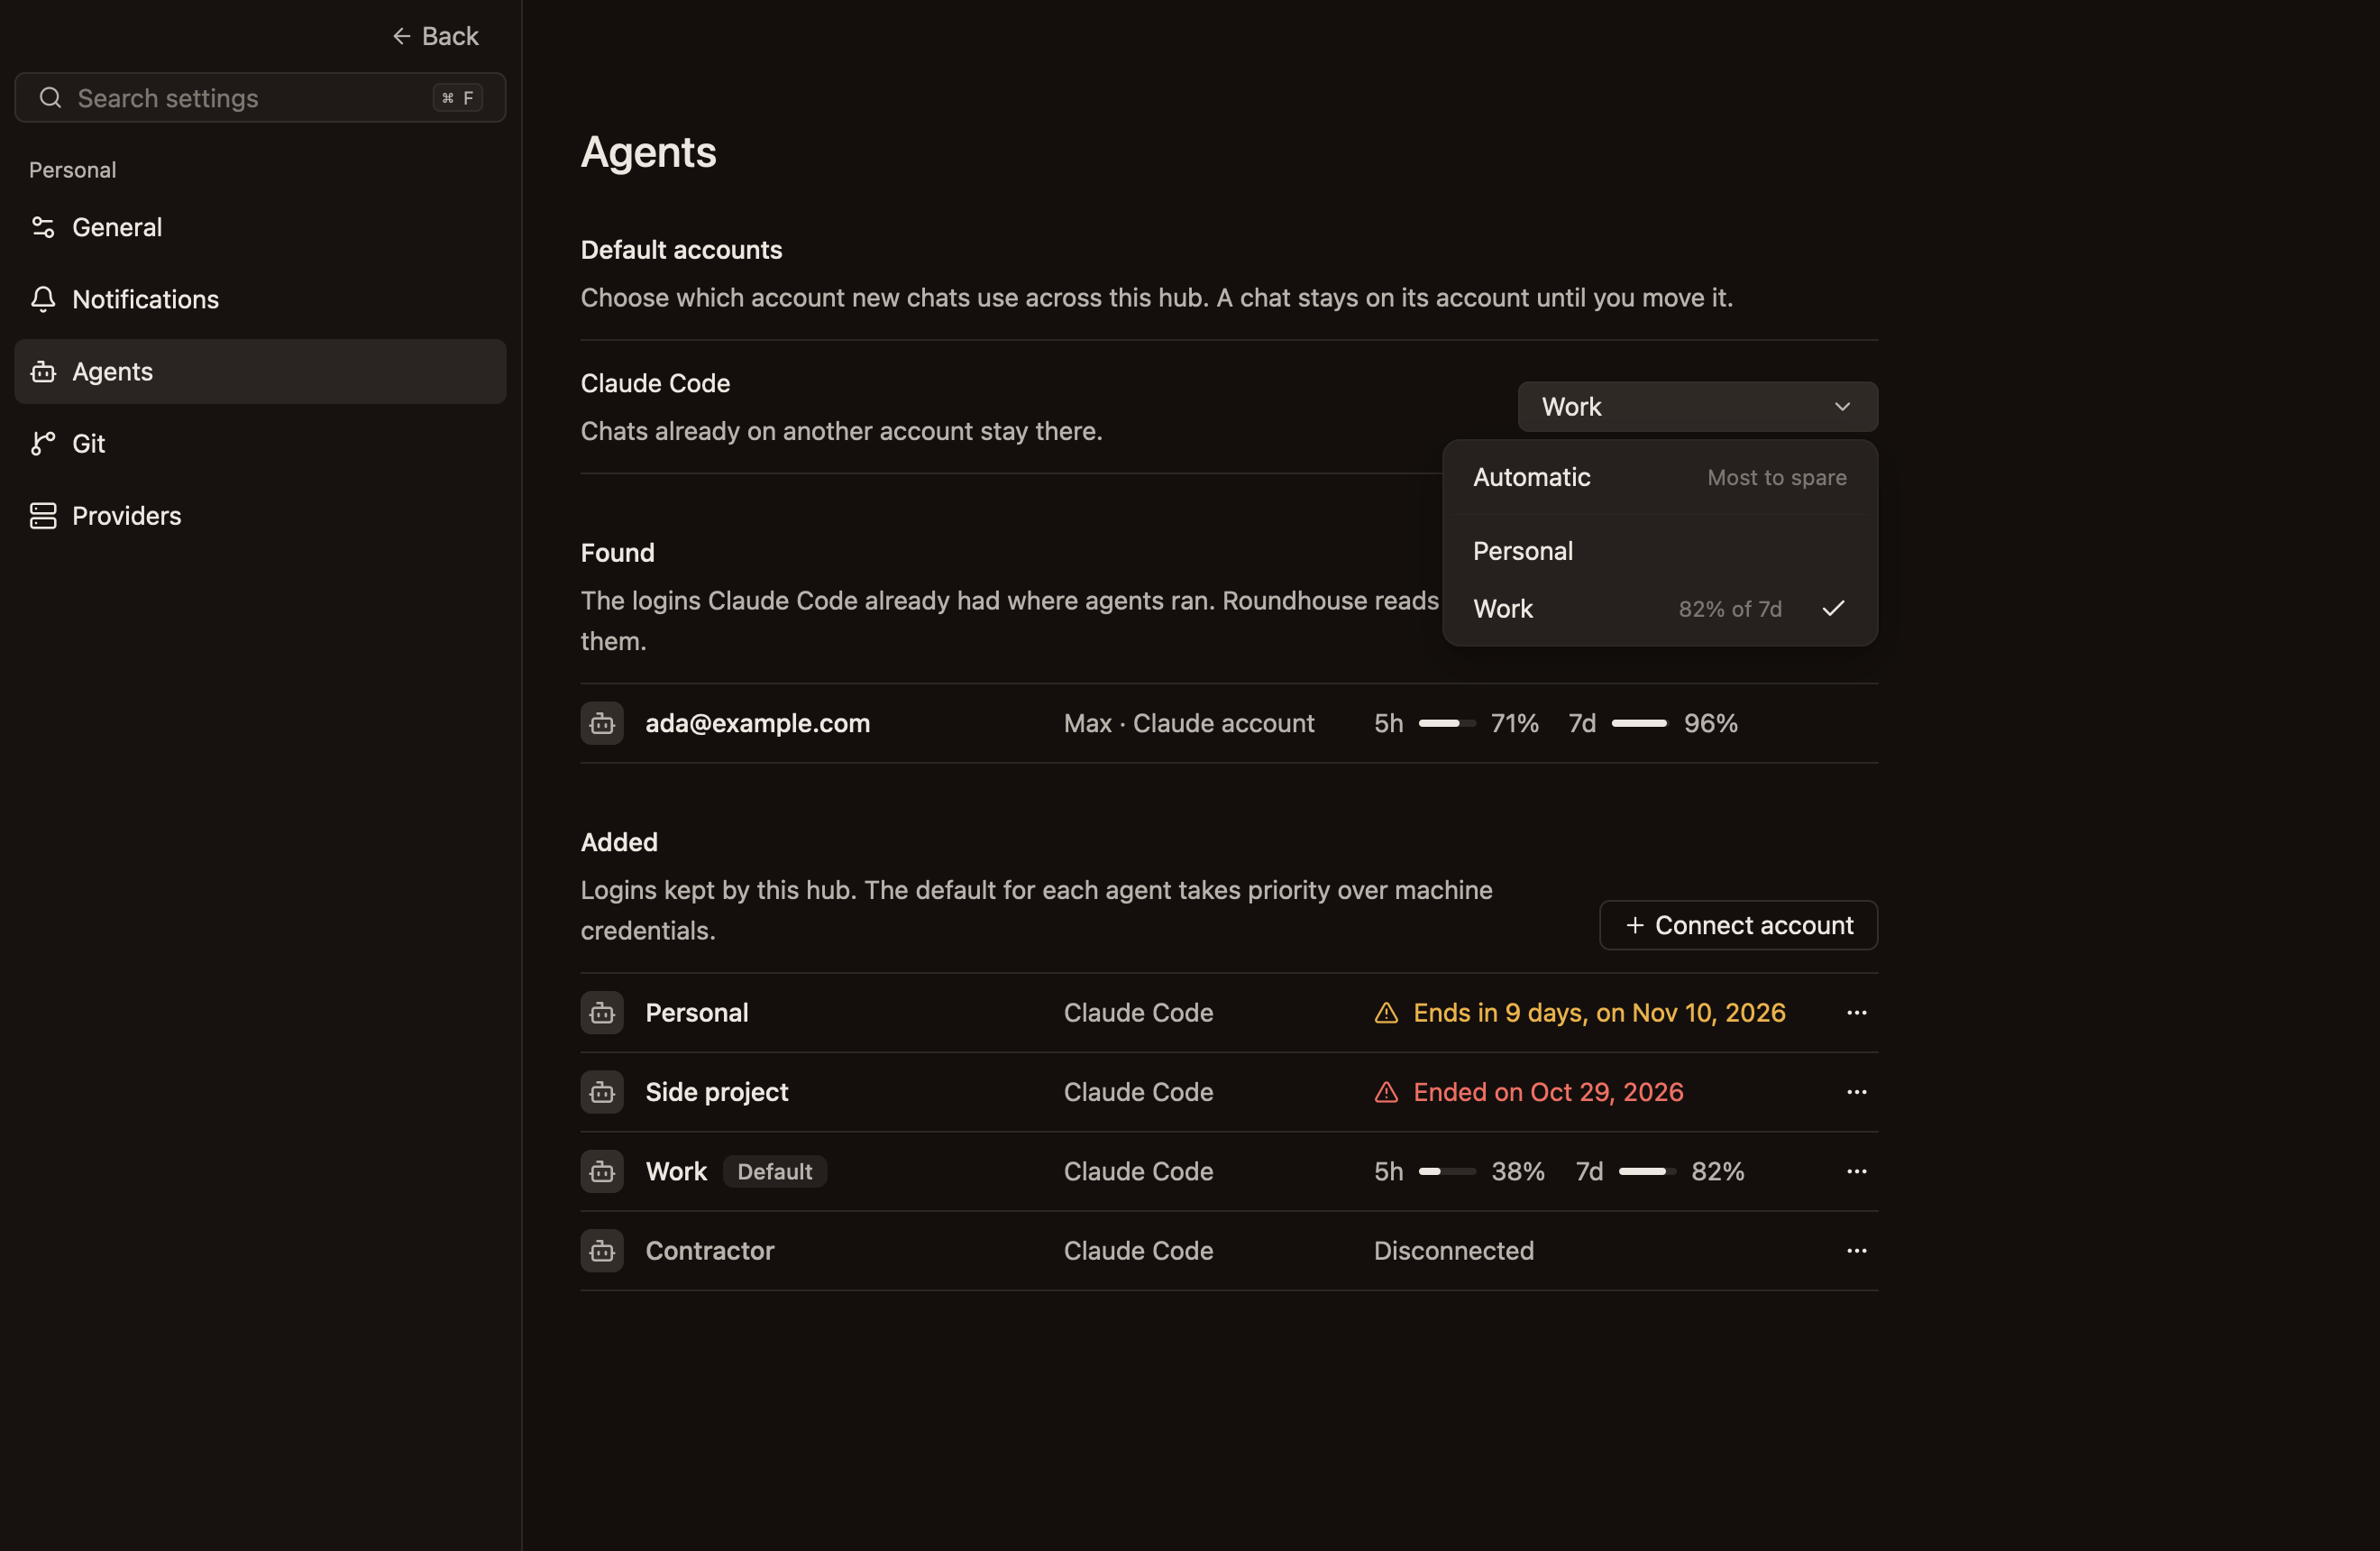 Back
Search settings
⌘ F
Personal
General
Notifications
Agents
Git
Providers
Agents
Default accounts
Choose which account new chats use across this hub. A chat stays on its account until you move it.
Claude Code
Chats already on another account stay there.
Work
Automatic Most to spare
Personal
Work 82% of 7d
Found
The logins Claude Code already had where agents ran. Roundhouse reads
them.
ada@example.com Max · Claude account 5h 71% 7d 96%
Added
Logins kept by this hub. The default for each agent takes priority over machine
credentials.
+ Connect account
Personal Claude Code Ends in 9 days, on Nov 10, 2026
Side project Claude Code Ended on Oct 29, 2026
Work Default Claude Code 5h 38% 7d 82%
Contractor Claude Code Disconnected